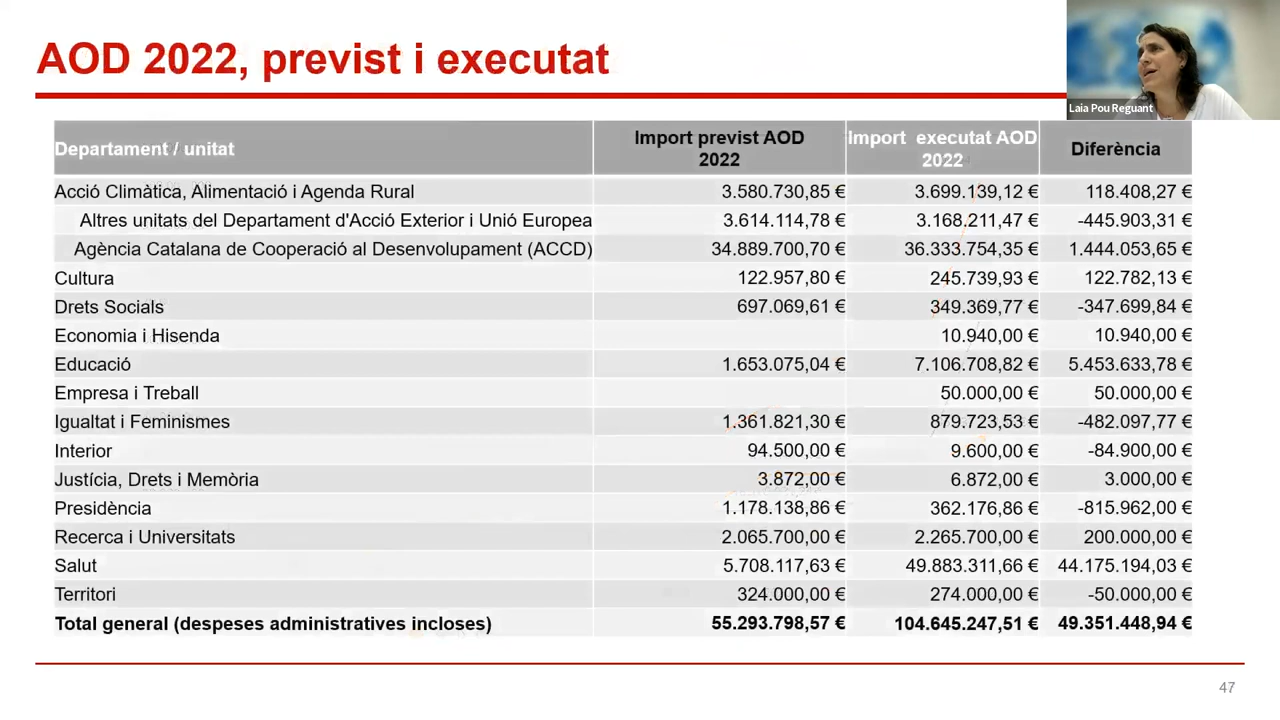 AOD 2022, previst i executat
Laia Pou Reguant
Departament / unitat Import previst AOD 2022 Import executat AOD 2022 Diferència
Acció Climàtica, Alimentació i Agenda Rural 3.580.730,85 € 3.699.139,12 € 118.408,27 €
Altres unitats del Departament d'Acció Exterior i Unió Europea 3.614.114,78 € 3.168.211,47 € -445.903,31 €
Agència Catalana de Cooperació al Desenvolupament (ACCD) 34.889.700,70 € 36.333.754,35 € 1.444.053,65 €
Cultura 122.957,80 € 245.739,93 € 122.782,13 €
Drets Socials 697.069,61 € 349.369,77 € -347.699,84 €
Economia i Hisenda 10.940,00 € 10.940,00 €
Educació 1.653.075,04 € 7.106.708,82 € 5.453.633,78 €
Empresa i Treball 50.000,00 € 50.000,00 €
Igualtat i Feminismes 1.361.821,30 € 879.723,53 € -482.097,77 €
Interior 94.500,00 € 9.600,00 € -84.900,00 €
Justícia, Drets i Memòria 3.872,00 € 6.872,00 € 3.000,00 €
Presidència 1.178.138,86 € 362.176,86 € -815.962,00 €
Recerca i Universitats 2.065.700,00 € 2.265.700,00 € 200.000,00 €
Salut 5.708.117,63 € 49.883.311,66 € 44.175.194,03 €
Territori 324.000,00 € 274.000,00 € -50.000,00 €
Total general (despeses administratives incloses) 55.293.798,57 € 104.645.247,51 € 49.351.448,94 €
47